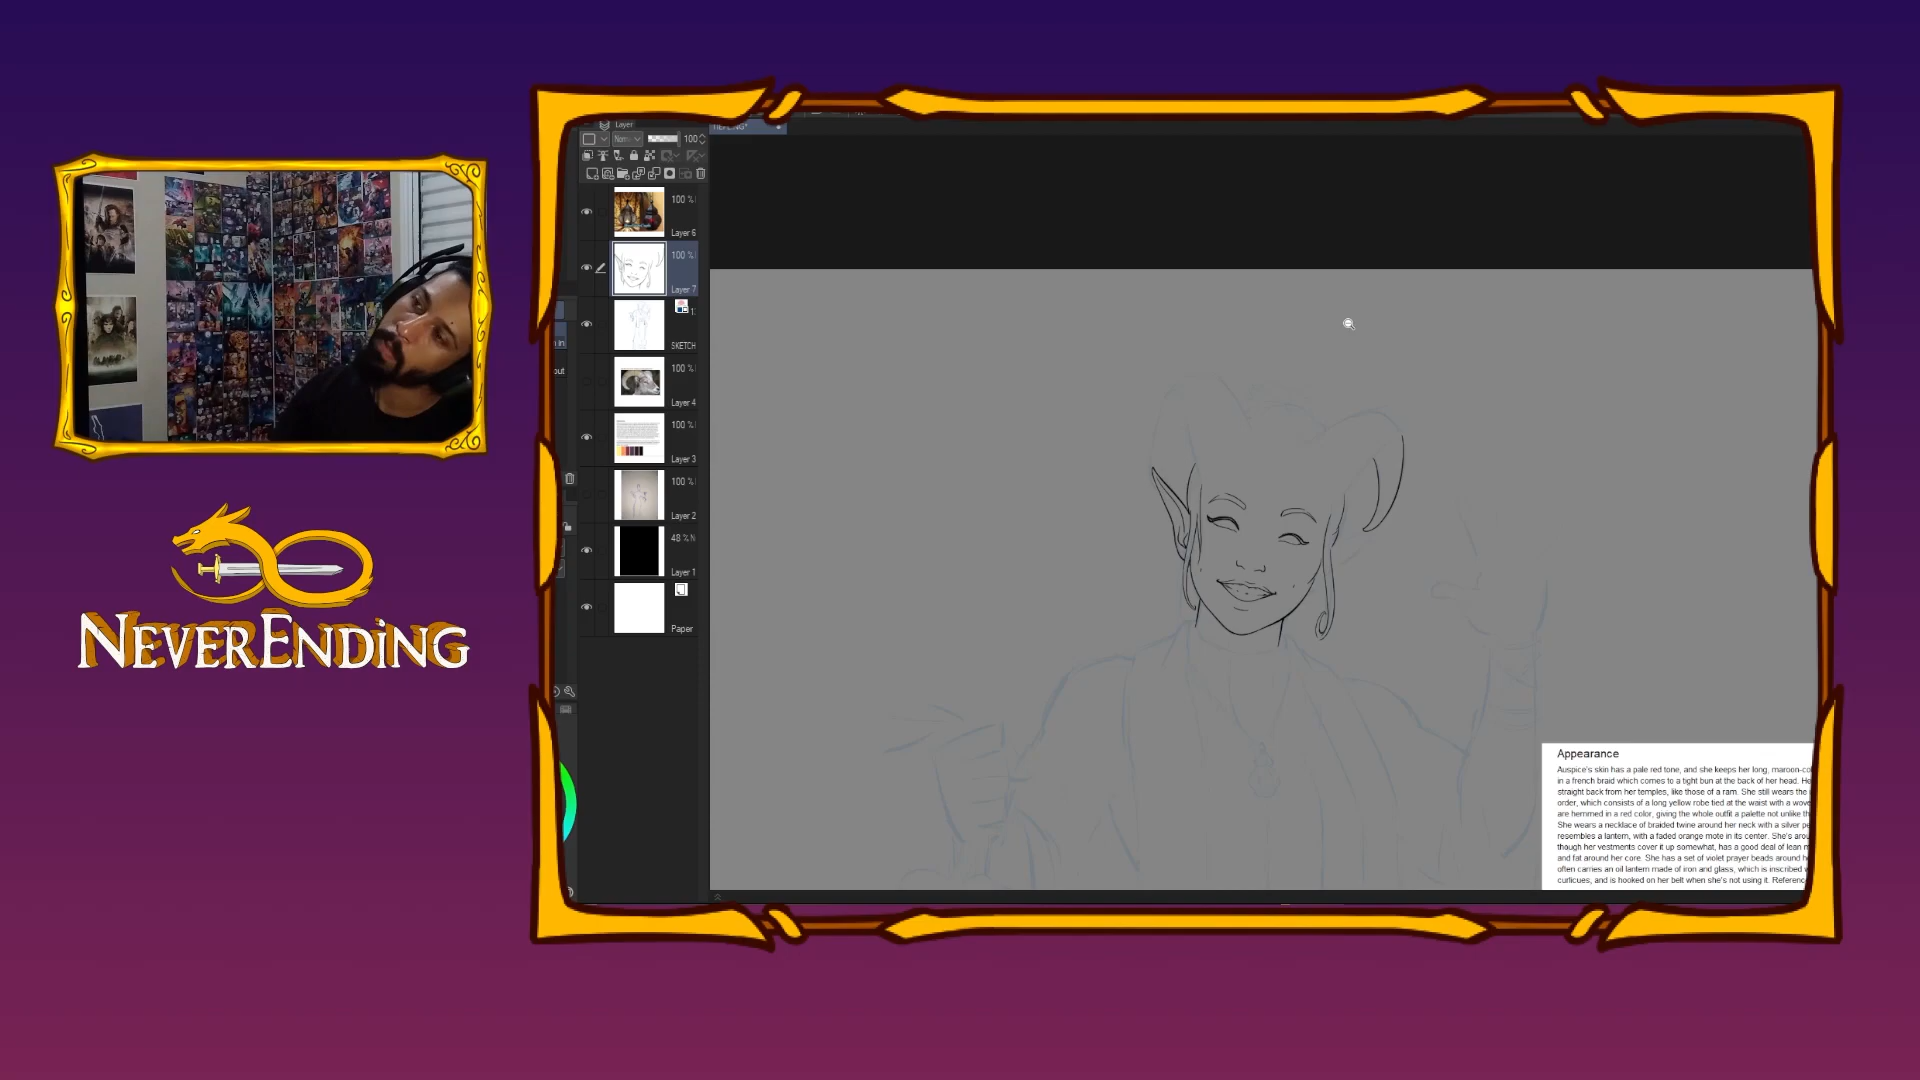 Layer
100
100 %
Layer 6
100 %
Layer 7
SKETCH
100 %
Layer 4
100 %
Layer 3
100 %
Layer 2
48 %
Layer 1
Paper
NEVERENDING
Appearance
Auspice's skin has a pale red tone, and she keeps her long,
in a french braid which comes to a tight bun at the back of her head.
straight back from her temples, like those of a ram. She still wears the
order, which consists of a long yellow robe tied at the waist with a
are hemmed in a red color, giving the whole outfit a palette not unlike
She wears a necklace of braided twine around her neck with a silver
resembles a lantern, with a faded orange mote in its center. She's
though her vestments cover it up somewhat, has a good deal of lean
and fat around her core. She has a set of violet prayer beads around
often carries an oil lantern made of iron and glass, which is inscribed
curlicues, and is hooked on her belt when she's not using it.